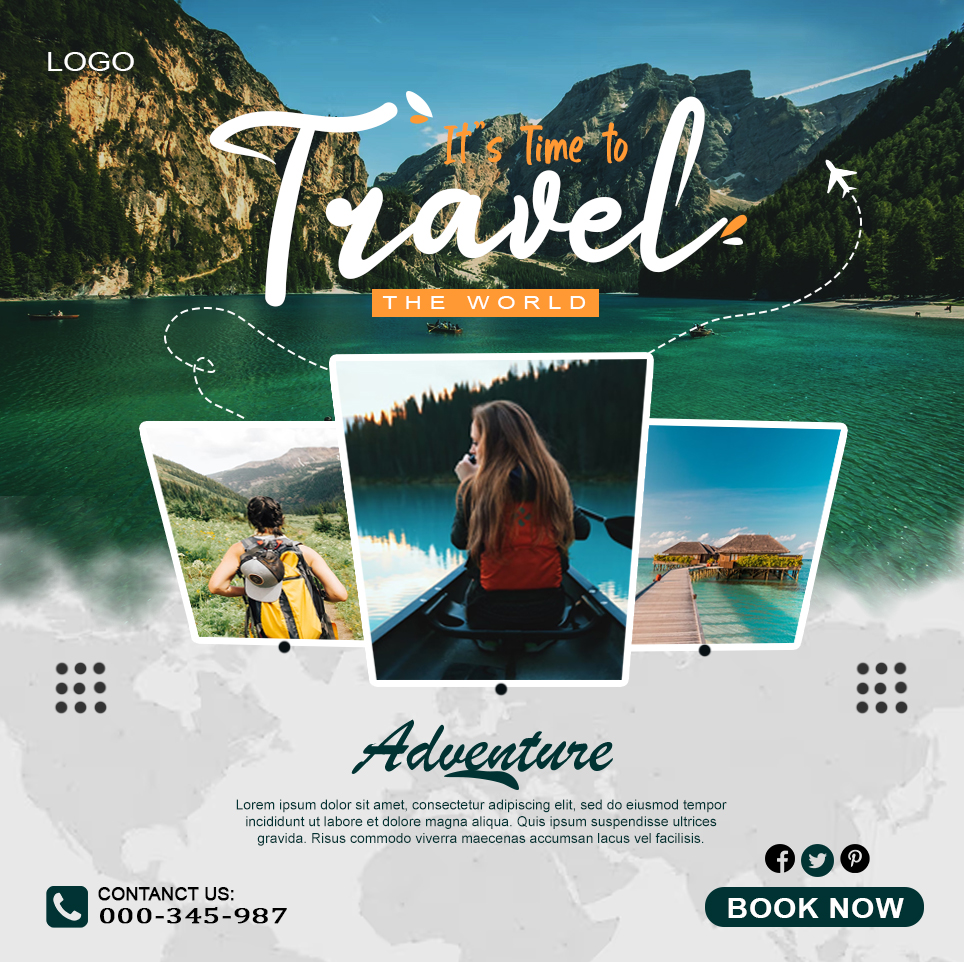 LOGO
It"s Time to
Travel
THE WORLD
Adventure
Lorem ipsum dolor sit amet, consectetur adipiscing elit, sed do eiusmod tempor
incididunt ut labore et dolore magna aliqua. Quis ipsum suspendisse ultrices
gravida. Risus commodo viverra maecenas accumsan lacus vel facilisis.
CONTANCT US:
000-345-987
BOOK NOW